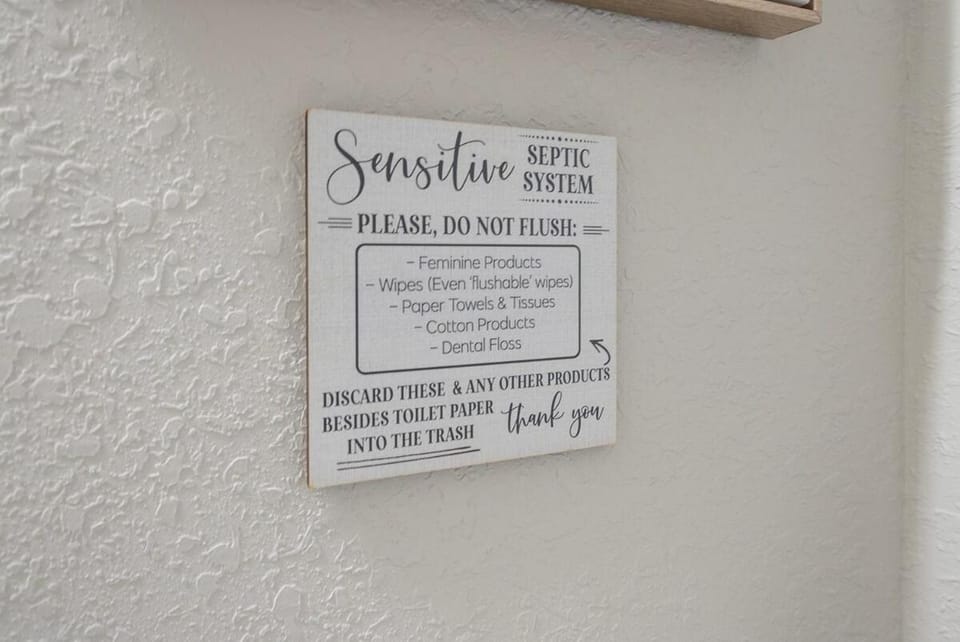 Sensitive SEPTIC
SYSTEM
PLEASE, DO NOT FLUSH:
– Feminine Products
– Wipes (Even 'flushable' wipes)
– Paper Towels & Tissues
– Cotton Products
– Dental Floss
DISCARD THESE & ANY OTHER PRODUCTS
BESIDES TOILET PAPER
INTO THE TRASH
thank you